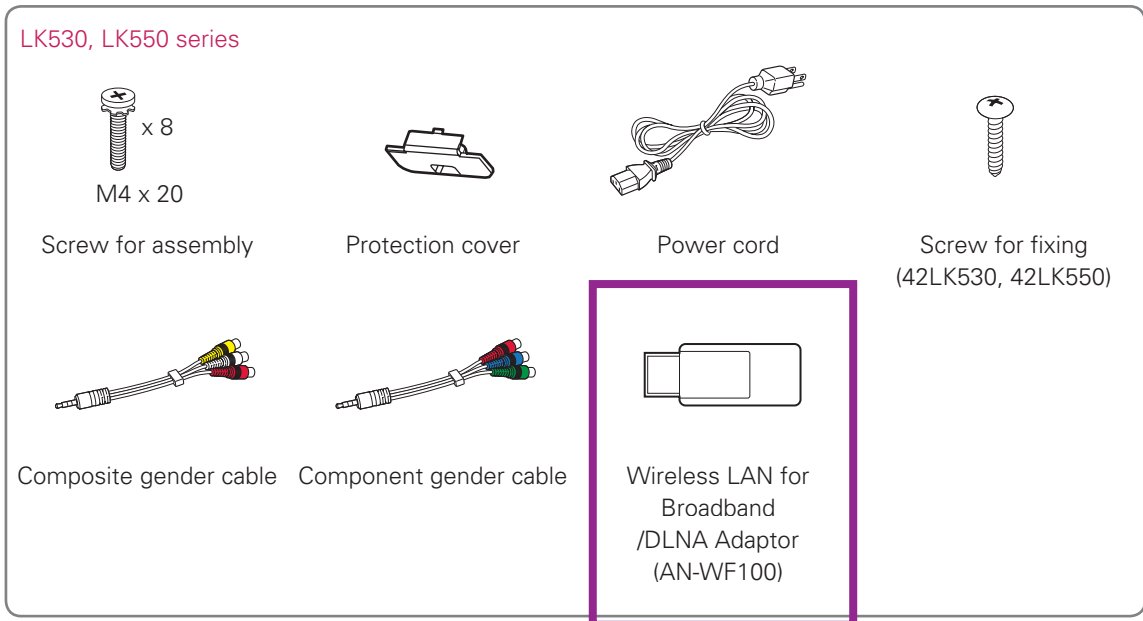 LK530, LK550 series
x 8
M4 x 20
Screw for assembly
Protection cover
Power cord
Screw for fixing
(42LK530, 42LK550)
Composite gender cable
Component gender cable
Wireless LAN for
Broadband
/DLNA Adaptor
(AN-WF100)